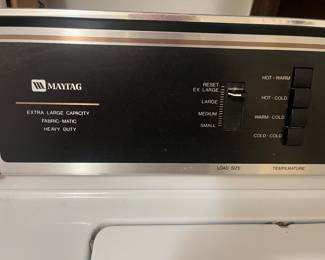 MAYTAG
EXTRA LARGE CAPACITY
FABRIC-MATIC
HEAVY DUTY
RESET
EX LARGE
LARGE
MEDIUM
SMALL
LOAD SIZE
HOT-WARM
HOT-COLD
WARM-COLD
COLD-COLD
TEMPERATURE